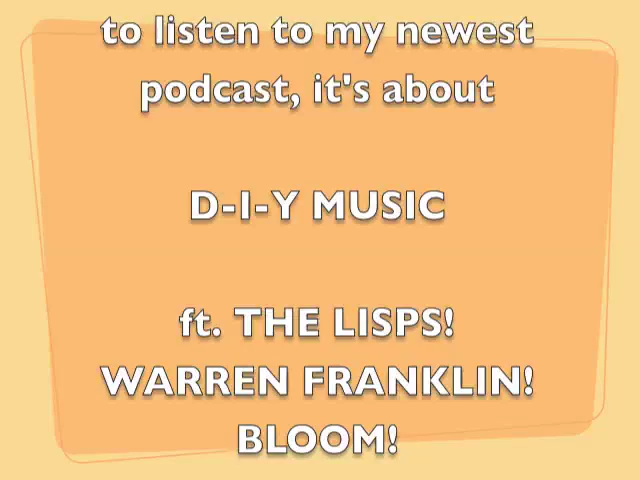 to listen to my newest
podcast, it's about
D-I-Y MUSIC
ft. THE LISPS!
WARREN FRANKLIN!
BLOOM!